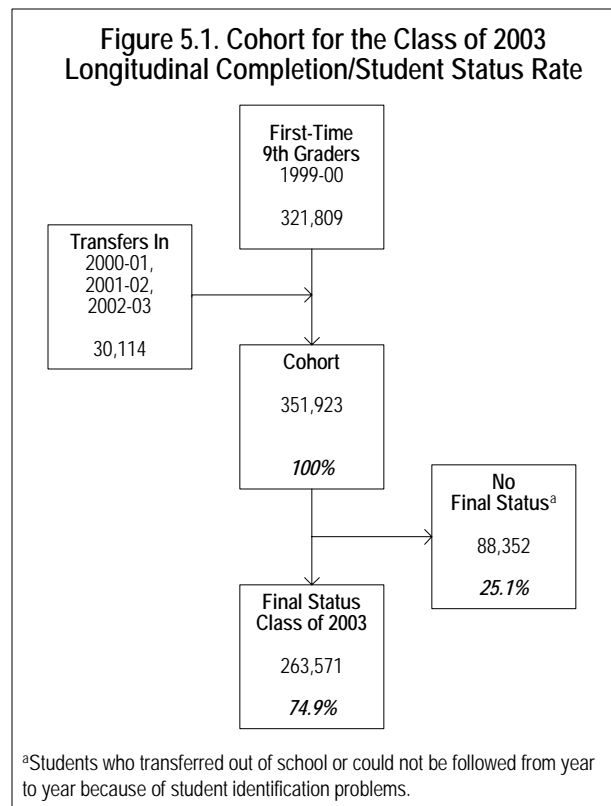 Figure 5.1. Cohort for the Class of 2003
Longitudinal Completion/Student Status Rate
First-Time
9th Graders
1999-00
321,809
Transfers In
2000-01,
2001-02,
2002-03
30,114
Cohort
351,923
100%
No
Final Statusᵃ
88,352
25.1%
Final Status
Class of 2003
263,571
74.9%
ᵃStudents who transferred out of school or could not be followed from year
to year because of student identification problems.